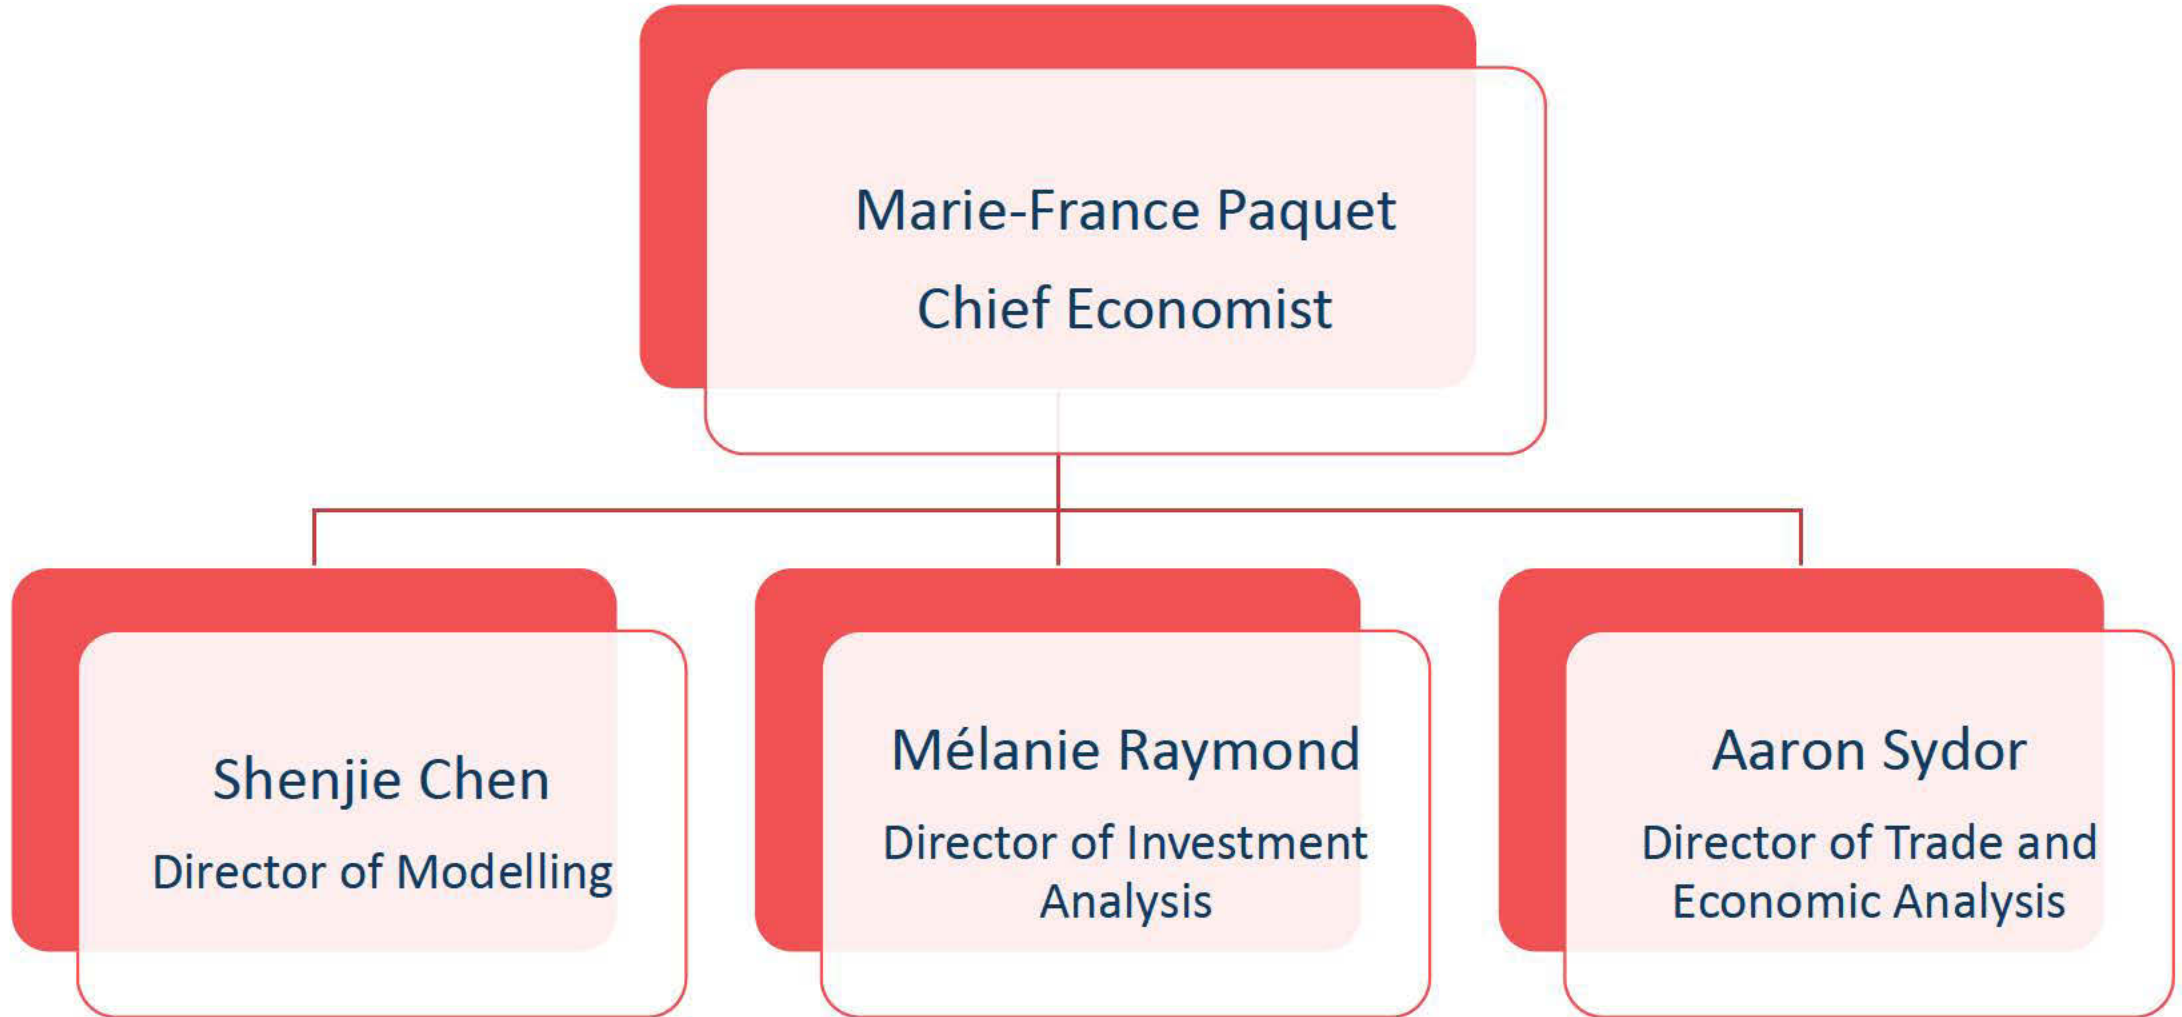 Marie-France Paquet
Chief Economist
Shenjie Chen
Director of Modelling
Mélanie Raymond
Director of Investment
Analysis
Aaron Sydor
Director of Trade and
Economic Analysis